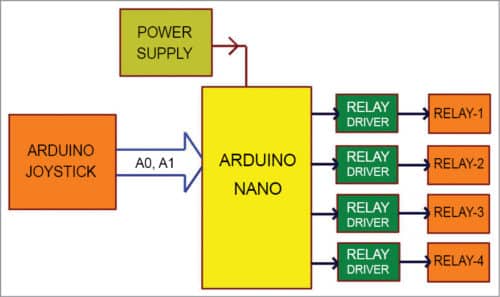 POWER
SUPPLY
ARDUINO
JOYSTICK
A0, A1
ARDUINO
NANO
RELAY
DRIVER
RELAY-1
RELAY
DRIVER
RELAY-2
RELAY
DRIVER
RELAY-3
RELAY
DRIVER
RELAY-4